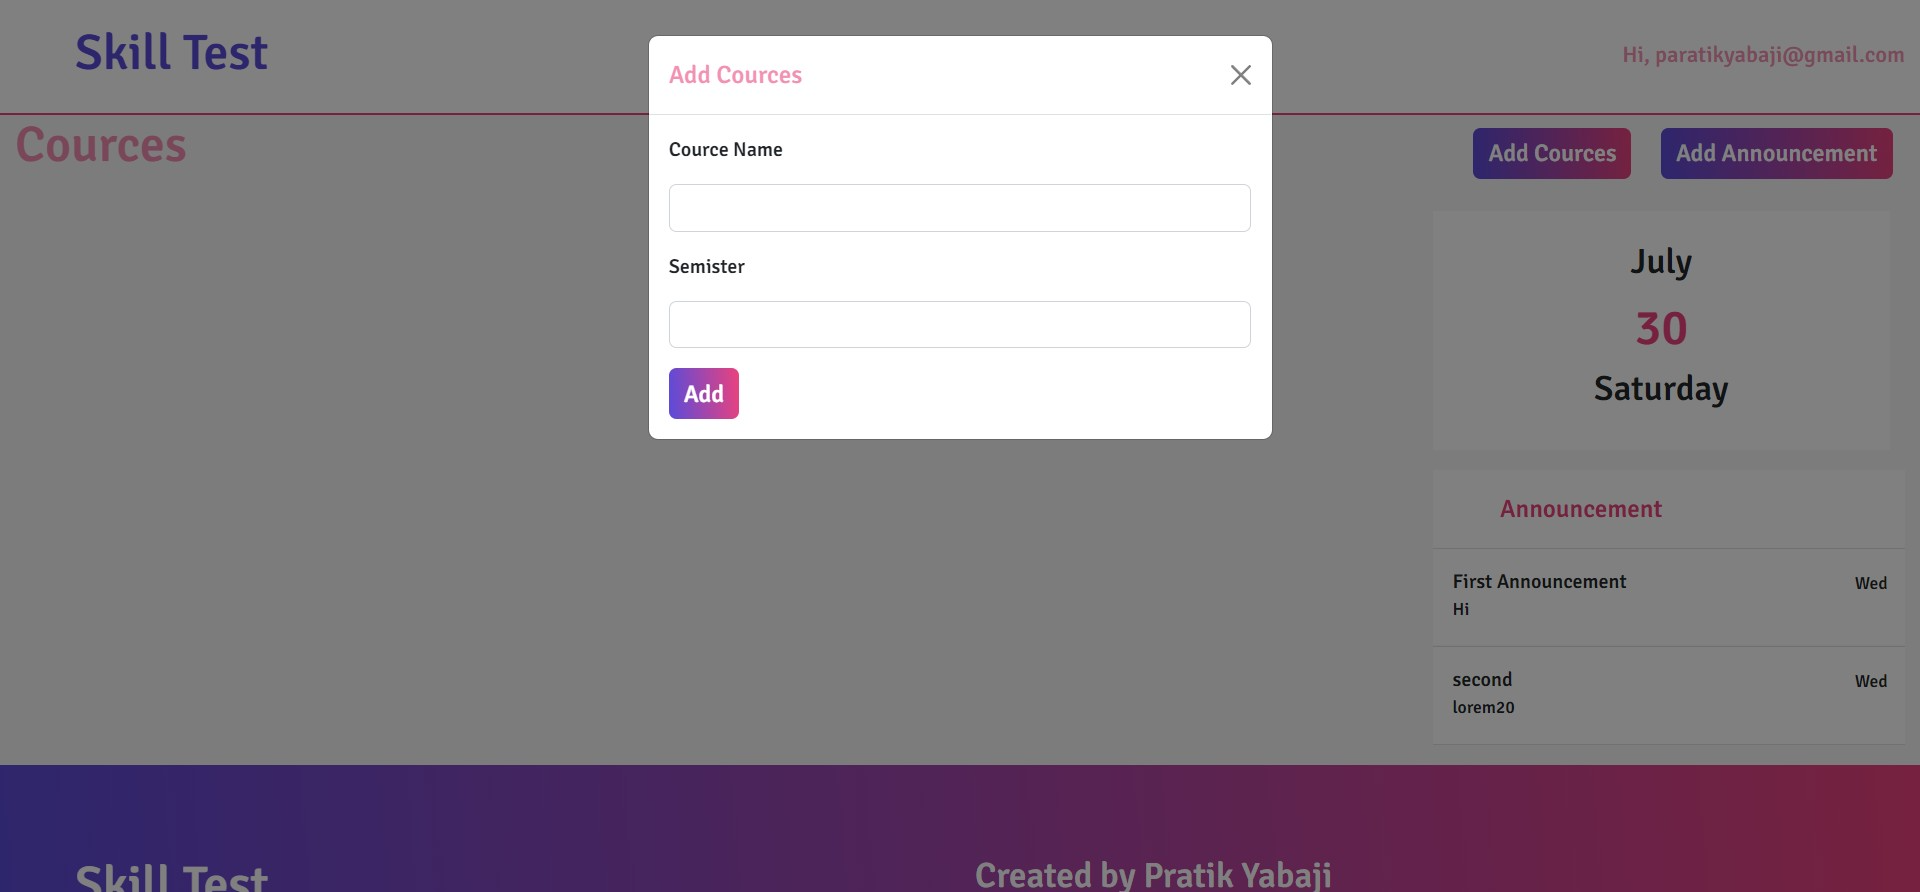 Skill Test
Hi, paratikyabaji@gmail.com
Add Cources
Cources
Add Cources
Add Announcement
Cource Name
Semister
Add
July
30
Saturday
Announcement
First Announcement
Wed
Hi
second
Wed
lorem20
Skill Test
Created by Pratik Yabaji